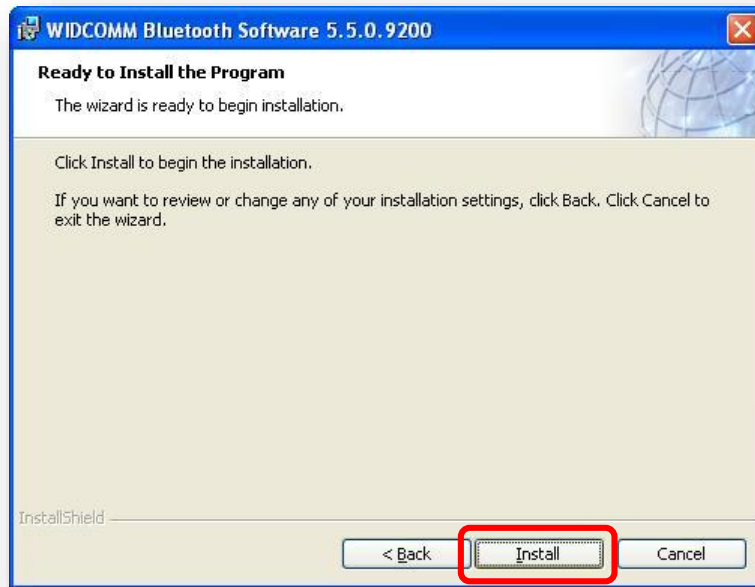 WIDCOMM Bluetooth Software 5.5.0.9200
Ready to Install the Program
The wizard is ready to begin installation.
Click Install to begin the installation.
If you want to review or change any of your installation settings, click Back. Click Cancel to
exit the wizard.
InstallShield
< Back Install Cancel